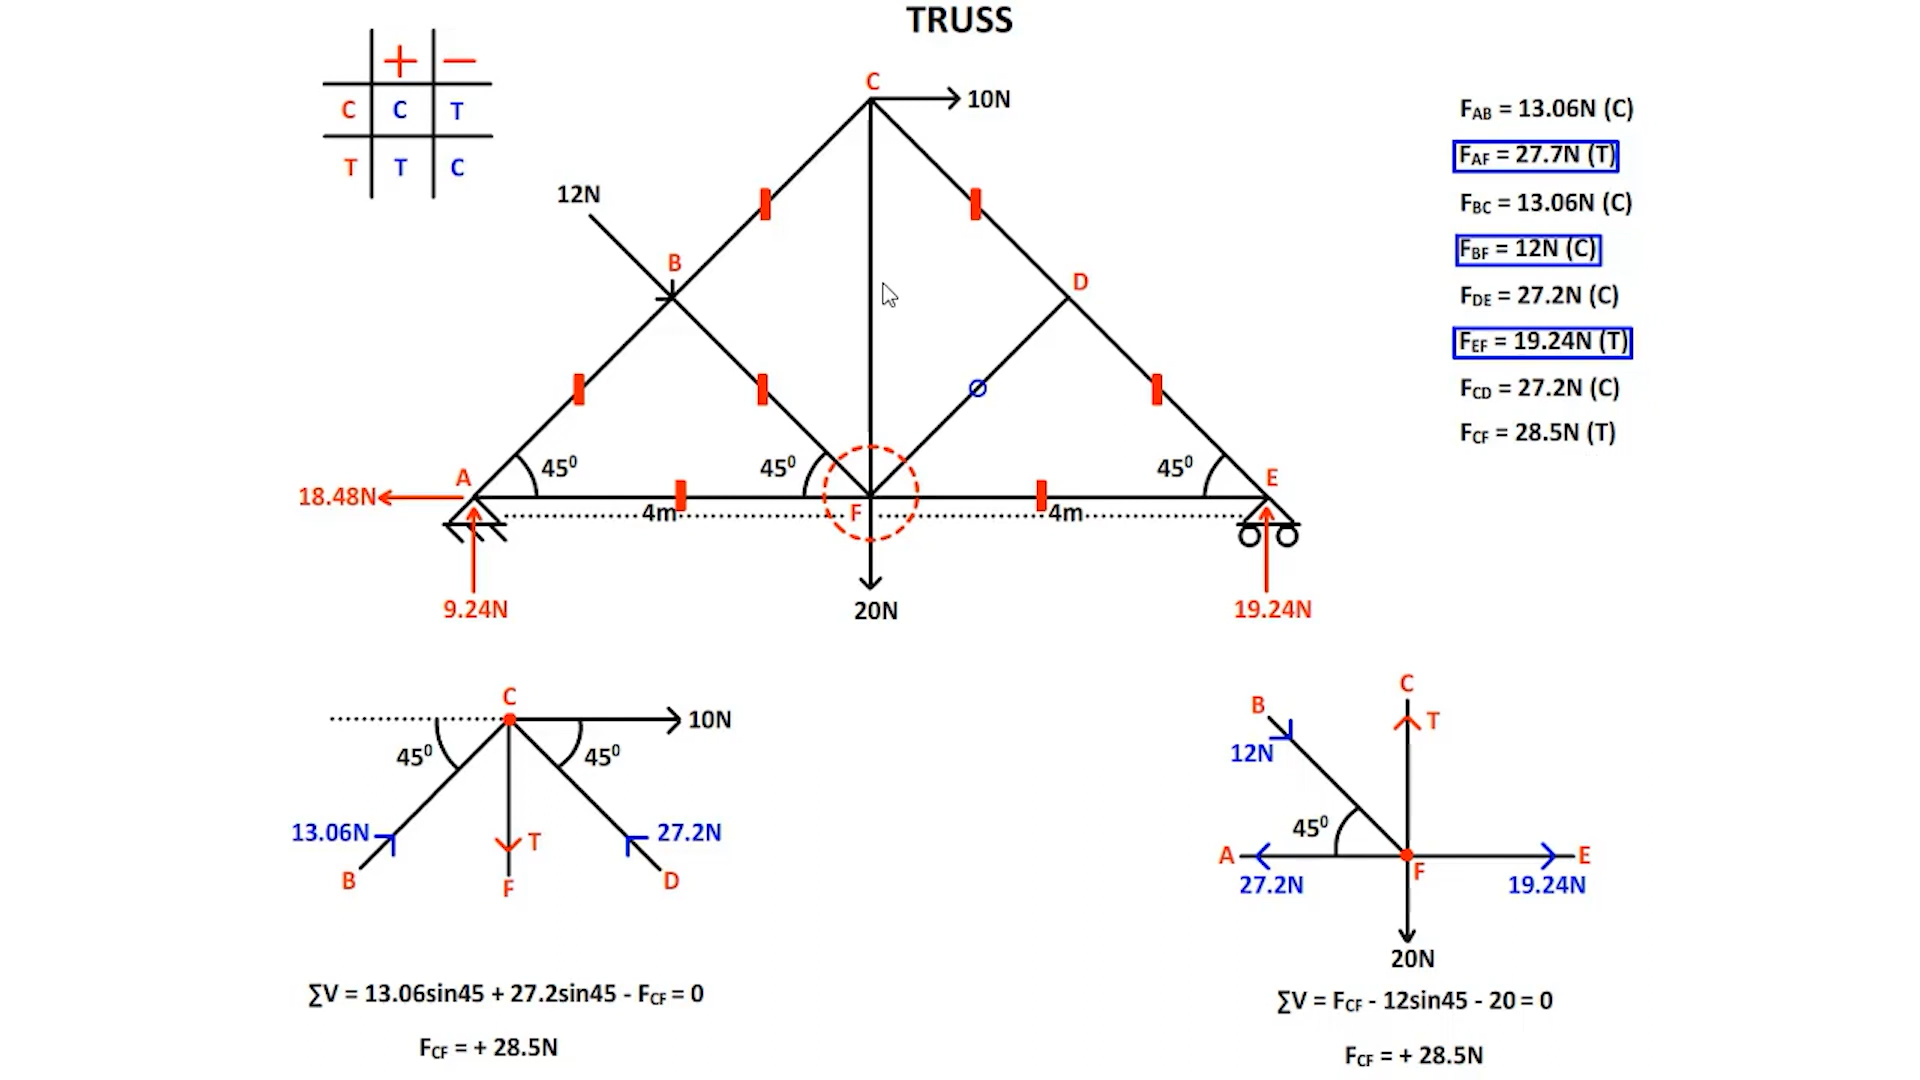 TRUSS
+ −
C C T
T T C
C
10N
12N
B
D
A
45⁰
45⁰
45⁰
E
18.48N
4m
F
4m
9.24N
20N
19.24N
F_AB = 13.06N (C)
F_AF = 27.7N (T)
F_BC = 13.06N (C)
F_BF = 12N (C)
F_DE = 27.2N (C)
F_EF = 19.24N (T)
F_CD = 27.2N (C)
F_CF = 28.5N (T)
C
10N
45⁰
45⁰
13.06N
T
27.2N
B
F
D
∑V = 13.06sin45 + 27.2sin45 - F_CF = 0
F_CF = + 28.5N
C
B
T
12N
45⁰
A
F
E
27.2N
19.24N
20N
∑V = F_CF - 12sin45 - 20 = 0
F_CF = + 28.5N